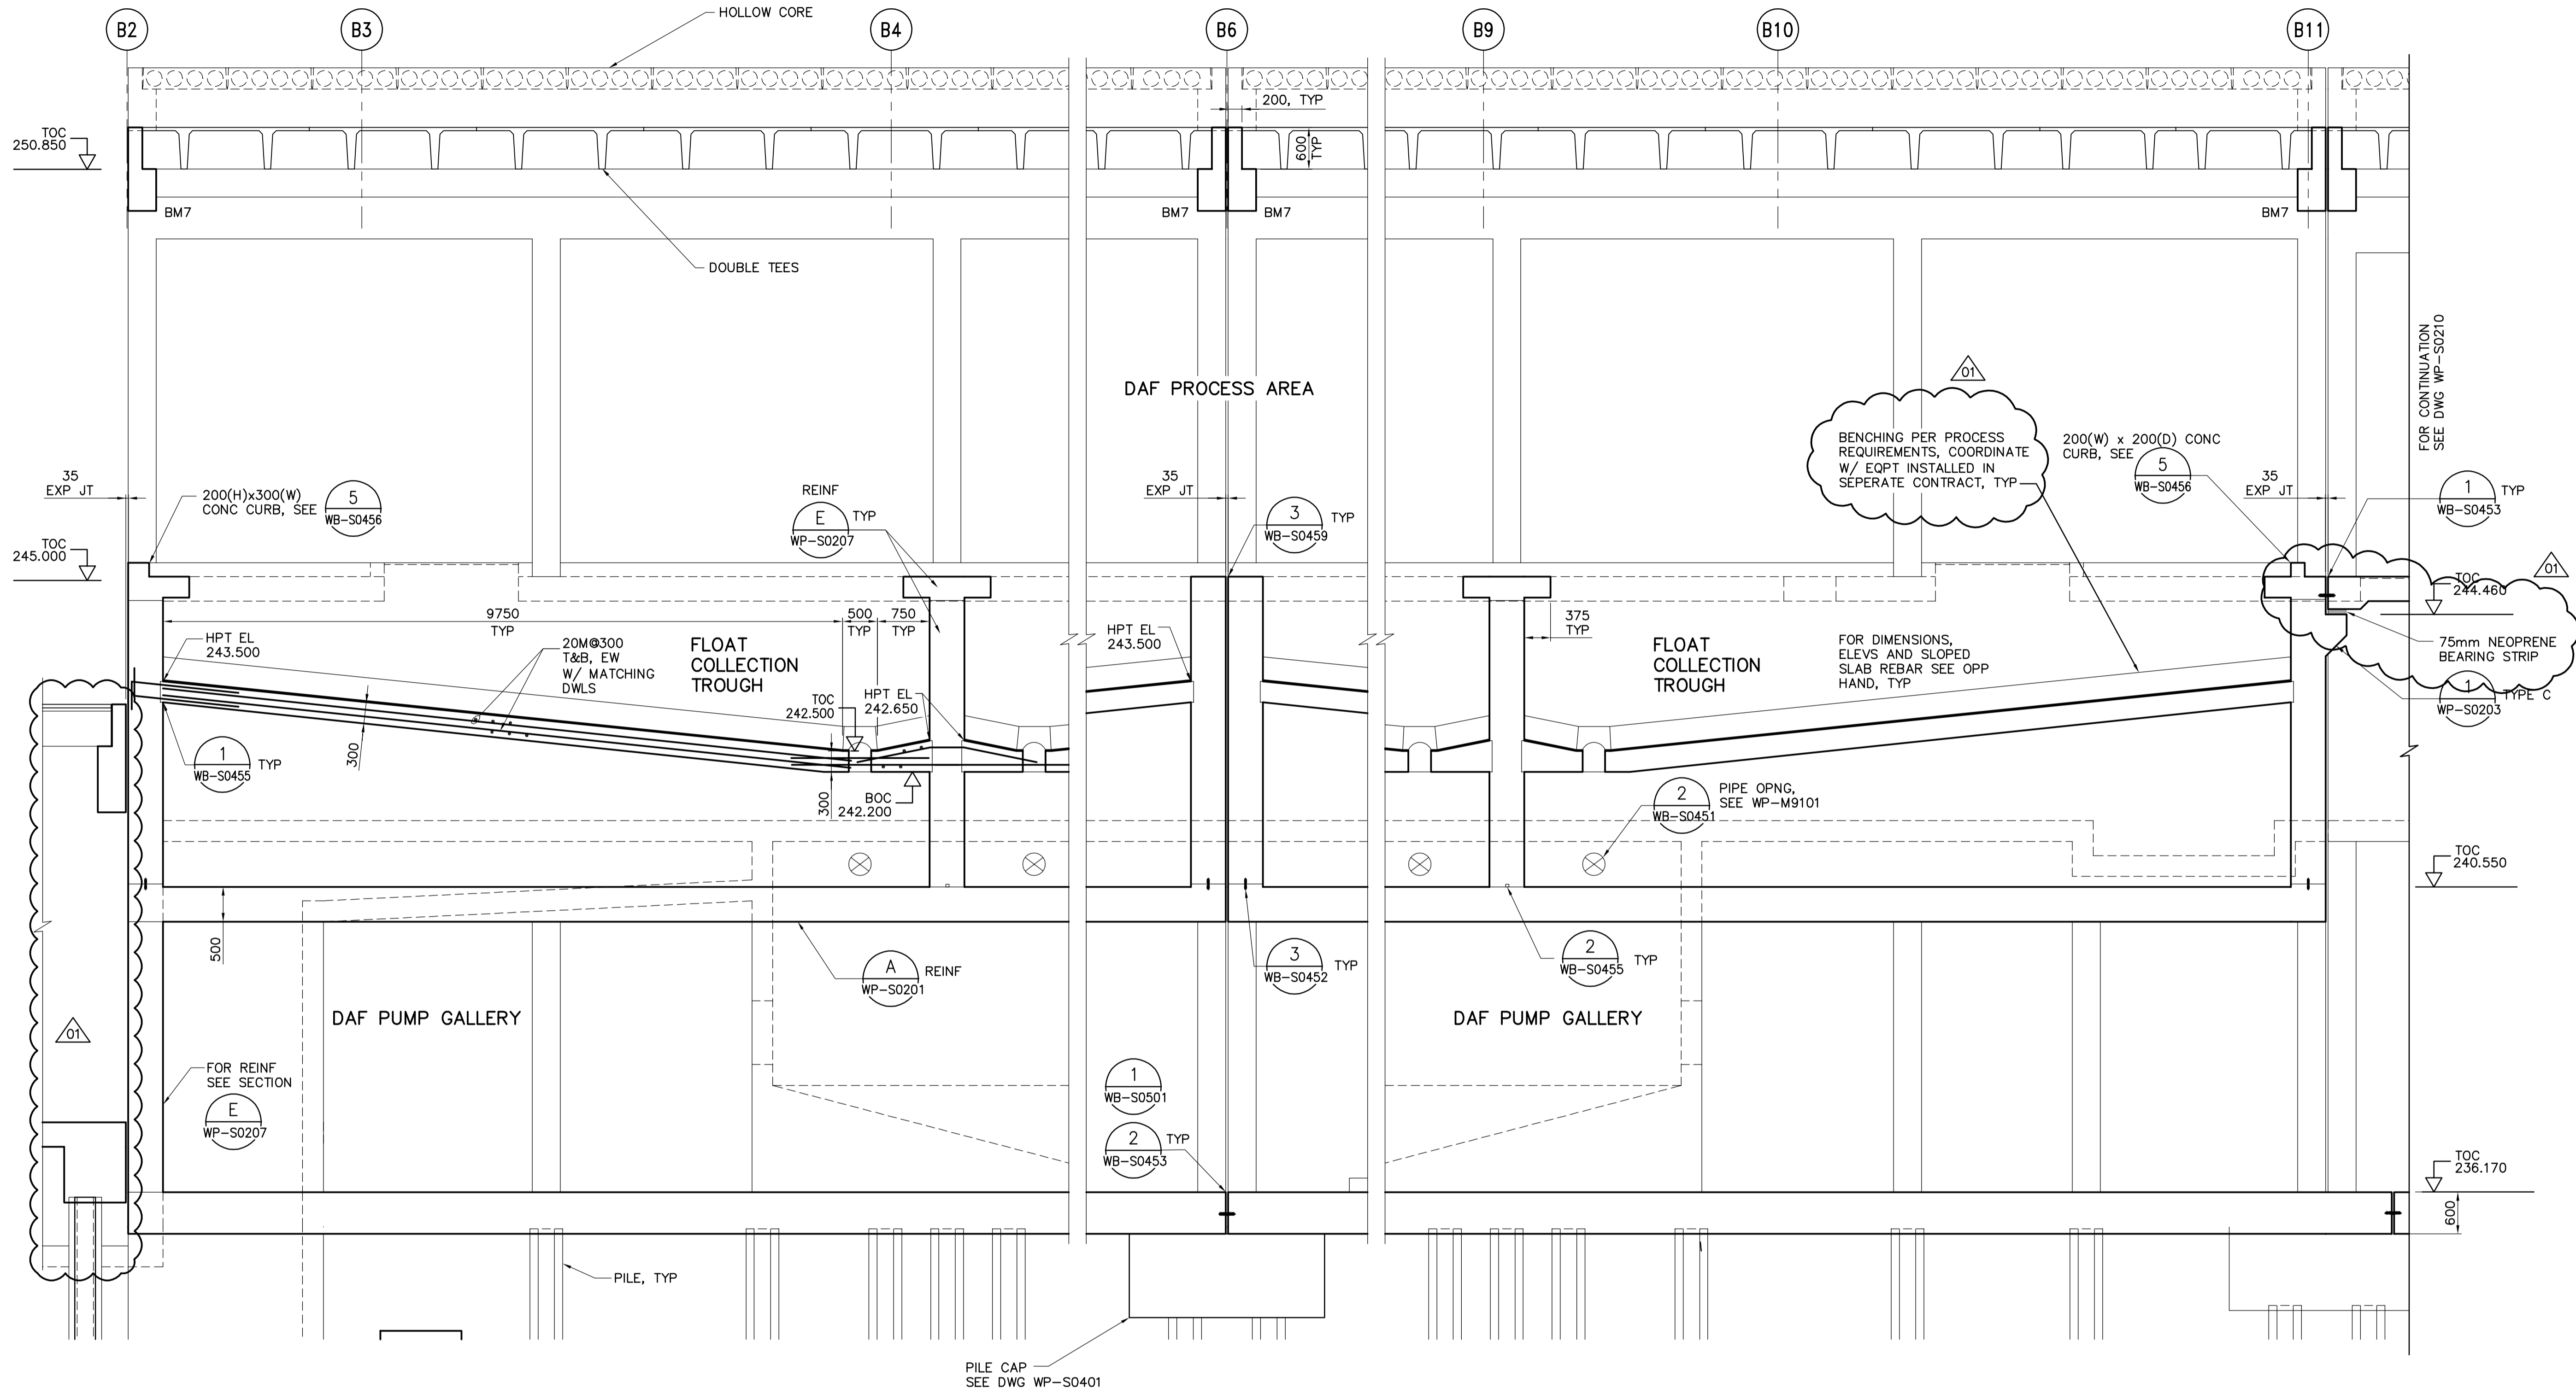 HOLLOW CORE
B2
B3
B4
B6
B9
B10
B11
200, TYP
TOC
250.850
600
TYP
BM7
BM7
BM7
BM7
DOUBLE TEES
FOR CONTINUATION
SEE DWG WP-S0210
DAF PROCESS AREA
01
BENCHING PER PROCESS
REQUIREMENTS, COORDINATE
W/ EQPT INSTALLED IN
SEPERATE CONTRACT, TYP
200(W) x 200(D) CONC
CURB, SEE
5
WB-S0456
35
EXP JT
200(H)x300(W)
CONC CURB, SEE
5
WB-S0456
REINF
E
TYP
WP-S0207
35
EXP JT
3
TYP
WB-S0459
35
EXP JT
1
TYP
WB-S0453
TOC
245.000
01
TOC
244.460
9750
TYP
500
TYP
750
TYP
375
TYP
HPT EL
243.500
20M@300
T&B, EW
W/ MATCHING
DWLS
FLOAT
COLLECTION
TROUGH
HPT EL
243.500
FLOAT
COLLECTION
TROUGH
FOR DIMENSIONS,
ELEVS AND SLOPED
SLAB REBAR SEE OPP
HAND, TYP
75mm NEOPRENE
BEARING STRIP
1
TYPE C
WP-S0203
TOC
242.500
HPT EL
242.650
300
1
TYP
WB-S0455
300
BOC
242.200
2
WB-S0451
PIPE OPNG,
SEE WP-M9101
TOC
240.550
500
A
REINF
WP-S0201
3
TYP
WB-S0452
2
TYP
WB-S0455
DAF PUMP GALLERY
DAF PUMP GALLERY
01
FOR REINF
SEE SECTION
E
WP-S0207
1
WB-S0501
2
TYP
WB-S0453
TOC
236.170
600
PILE, TYP
PILE CAP
SEE DWG WP-S0401